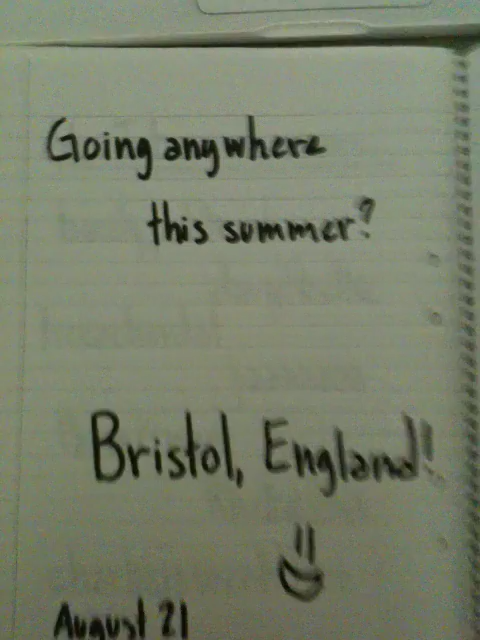 Going anywhere
this summer?
Bristol, England!
August 21